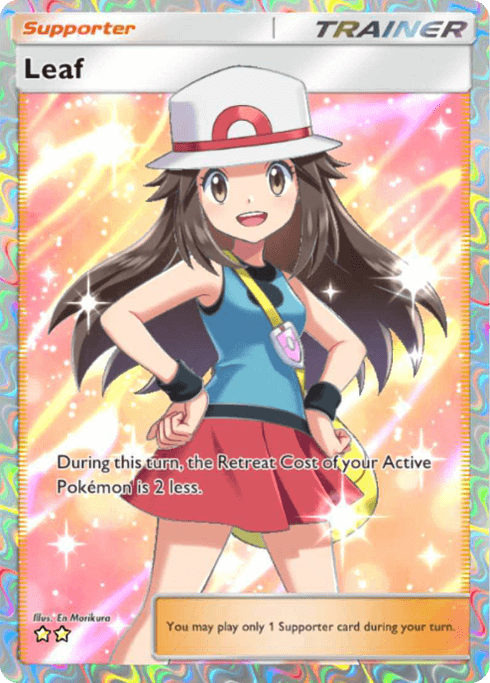 Supporter
TRAINER
Leaf
During this turn, the Retreat Cost of your Active
Pokémon is 2 less.
Illus. En Morikura
You may play only 1 Supporter card during your turn.